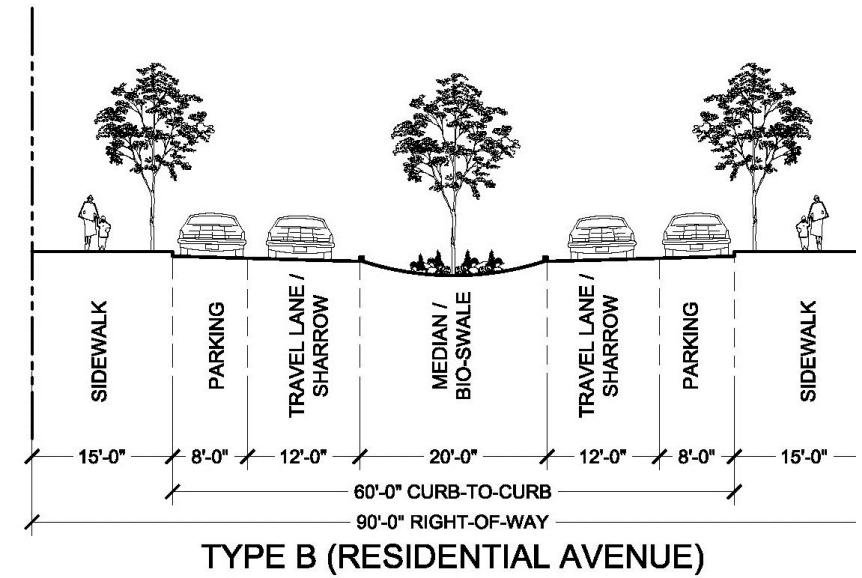 SIDEWALK
PARKING
TRAVEL LANE /
SHARROW
MEDIAN /
BIO-SWALE
TRAVEL LANE /
SHARROW
PARKING
SIDEWALK
15'-0" 8'-0" 12'-0" 20'-0" 12'-0" 8'-0" 15'-0"
60'-0" CURB-TO-CURB
90'-0" RIGHT-OF-WAY
TYPE B (RESIDENTIAL AVENUE)